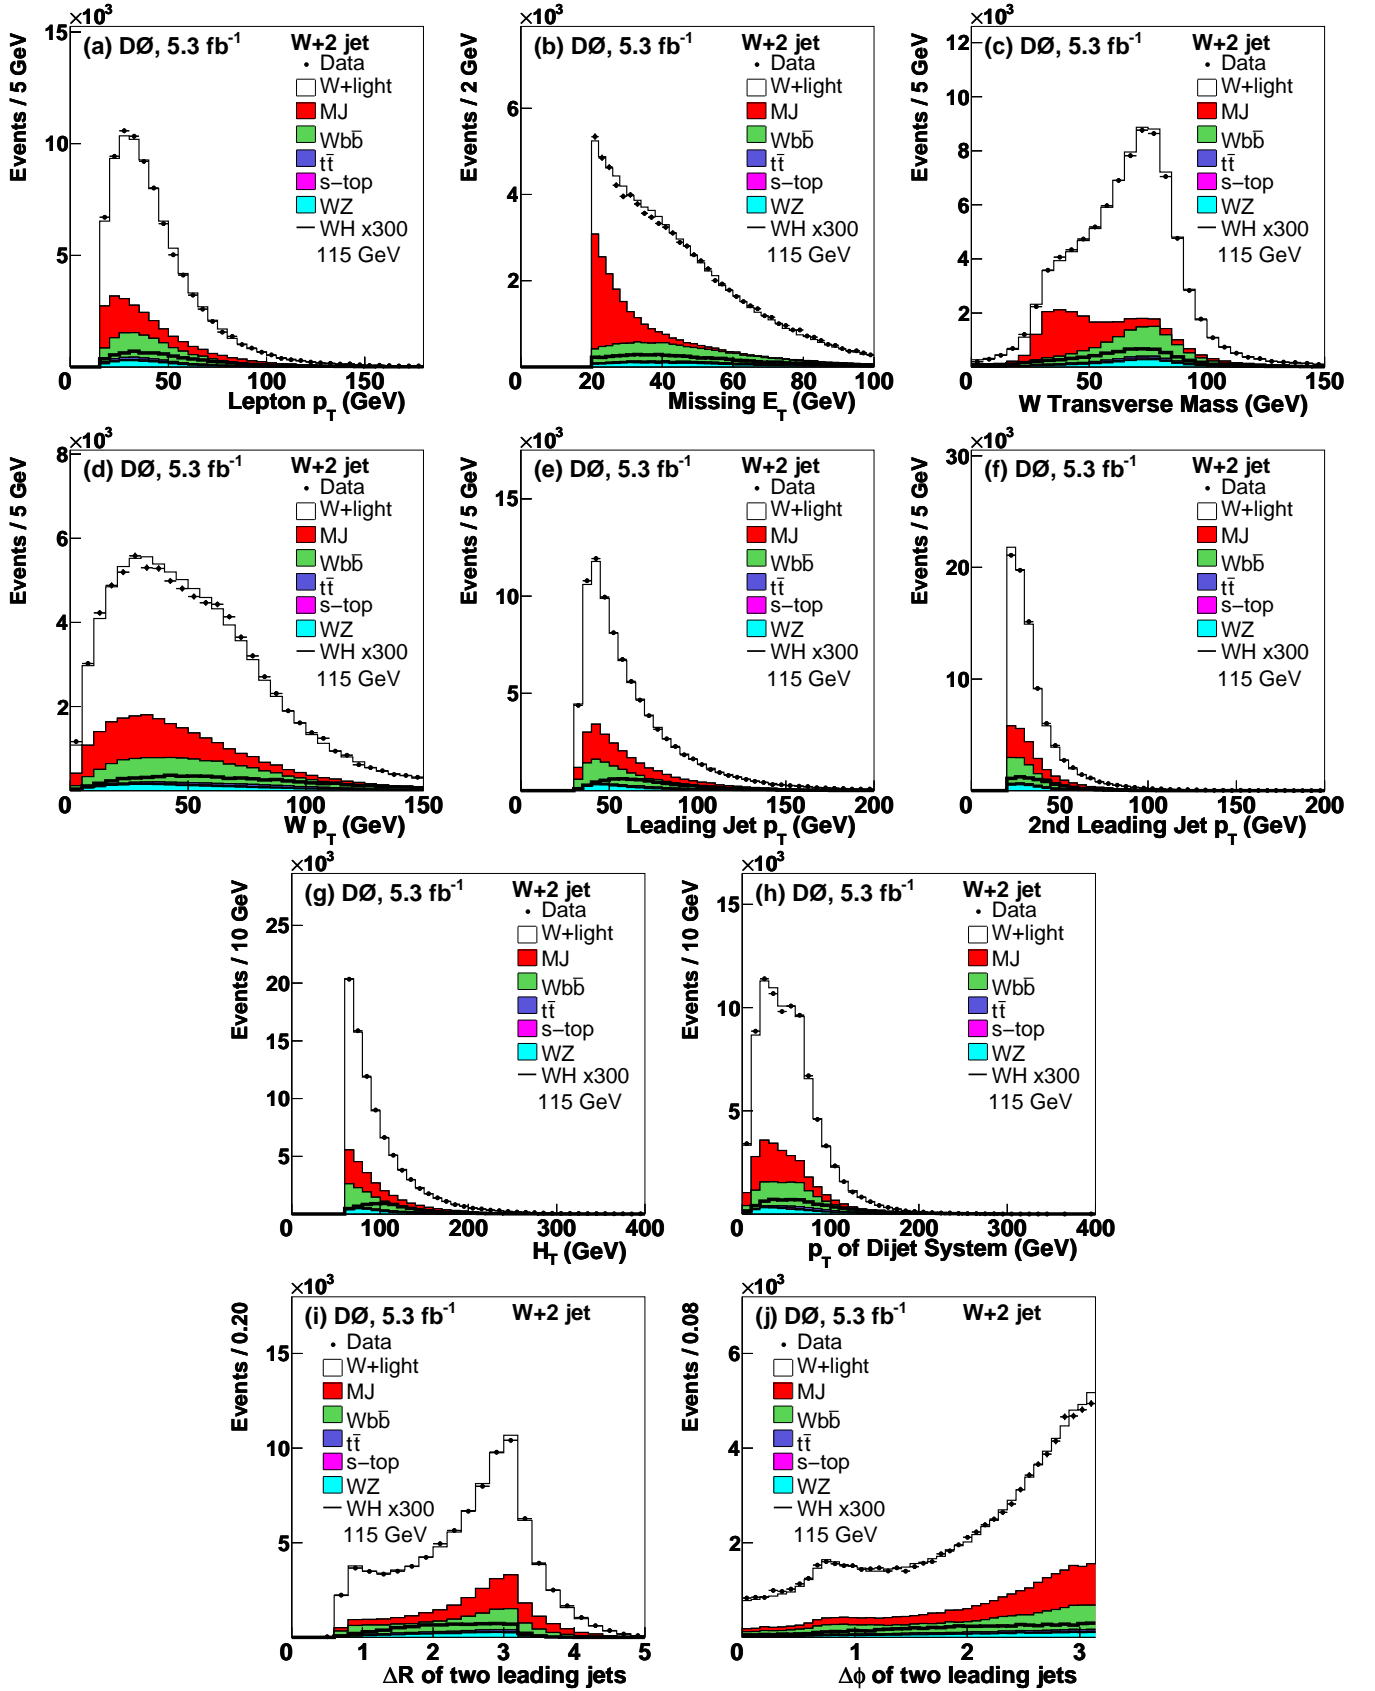 ×10³
(a) DØ, 5.3 fb⁻¹
W+2 jet
Data
W+light
MJ
Wbb̄
tt̄
s−top
WZ
WH x300
115 GeV
Events / 5 GeV
15
10
5
0 50 100 150
Lepton p_T (GeV)
×10³
(b) DØ, 5.3 fb⁻¹
W+2 jet
Data
W+light
MJ
Wbb̄
tt̄
s−top
WZ
WH x300
115 GeV
Events / 2 GeV
6
4
2
0 20 40 60 80 100
Missing E_T (GeV)
×10³
(c) DØ, 5.3 fb⁻¹
W+2 jet
Data
W+light
MJ
Wbb̄
tt̄
s−top
WZ
WH x300
115 GeV
Events / 5 GeV
12
10
8
6
4
2
0 50 100 150
W Transverse Mass (GeV)
×10³
(d) DØ, 5.3 fb⁻¹
W+2 jet
Data
W+light
MJ
Wbb̄
tt̄
s−top
WZ
WH x300
115 GeV
Events / 5 GeV
8
6
4
2
0 50 100 150
W p_T (GeV)
×10³
(e) DØ, 5.3 fb⁻¹
W+2 jet
Data
W+light
MJ
Wbb̄
tt̄
s−top
WZ
WH x300
115 GeV
Events / 5 GeV
15
10
5
0 50 100 150 200
Leading Jet p_T (GeV)
×10³
(f) DØ, 5.3 fb⁻¹
W+2 jet
Data
W+light
MJ
Wbb̄
tt̄
s−top
WZ
WH x300
115 GeV
Events / 5 GeV
30
20
10
0 50 100 150 200
2nd Leading Jet p_T (GeV)
×10³
(g) DØ, 5.3 fb⁻¹
W+2 jet
Data
W+light
MJ
Wbb̄
tt̄
s−top
WZ
WH x300
115 GeV
Events / 10 GeV
25
20
15
10
5
0 100 200 300 400
H_T (GeV)
×10³
(h) DØ, 5.3 fb⁻¹
W+2 jet
Data
W+light
MJ
Wbb̄
tt̄
s−top
WZ
WH x300
115 GeV
Events / 10 GeV
15
10
5
0 100 200 300 400
p_T of Dijet System (GeV)
×10³
(i) DØ, 5.3 fb⁻¹
W+2 jet
Data
W+light
MJ
Wbb̄
tt̄
s−top
WZ
WH x300
115 GeV
Events / 0.20
15
10
5
0 1 2 3 4 5
ΔR of two leading jets
×10³
(j) DØ, 5.3 fb⁻¹
W+2 jet
Data
W+light
MJ
Wbb̄
tt̄
s−top
WZ
WH x300
115 GeV
Events / 0.08
6
4
2
0 1 2 3
Δϕ of two leading jets